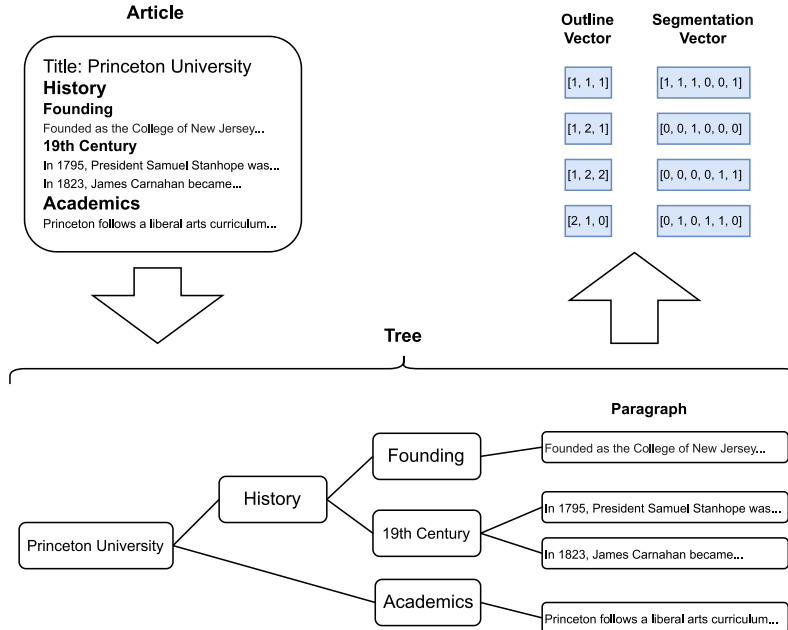 Article
Title: Princeton University
History
Founding
Founded as the College of New Jersey...
19th Century
In 1795, President Samuel Stanhope was...
In 1823, James Carnahan became...
Academics
Princeton follows a liberal arts curriculum...
Outline Vector
Segmentation Vector
[1, 1, 1]
[1, 1, 1, 0, 0, 1]
[1, 2, 1]
[0, 0, 1, 0, 0, 0]
[1, 2, 2]
[0, 0, 0, 0, 1, 1]
[2, 1, 0]
[0, 1, 0, 1, 1, 0]
Tree
Paragraph
Founding
Founded as the College of New Jersey...
History
In 1795, President Samuel Stanhope was...
19th Century
Princeton University
In 1823, James Carnahan became...
Academics
Princeton follows a liberal arts curriculum...